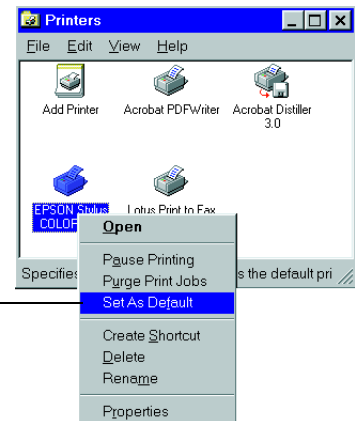 Printers
File Edit View Help
Add Printer Acrobat PDFWriter Acrobat Distiller
3.0
EPSON Stylus Lotus Print to Fax
COLOR
Open
Pause Printing
Purge Print Jobs
Set As Default
Create Shortcut
Delete
Rename
Properties
Specifies s the default pri